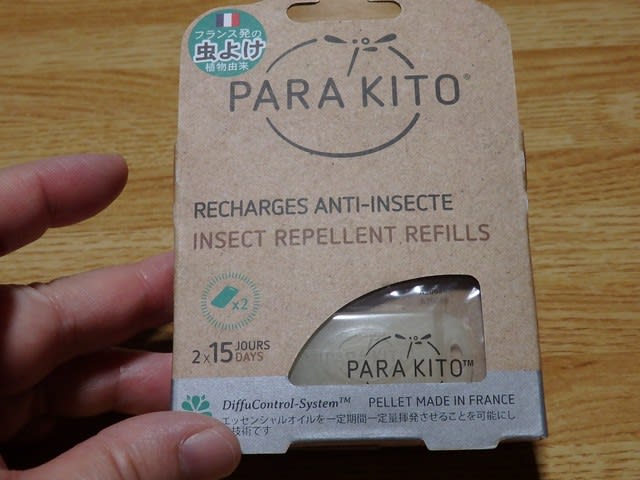 フランス発の
虫よけ
植物由来
PARA KITO®
RECHARGES ANTI-INSECTE
INSECT REPELLENT REFILLS
x2
2 x 15 JOURS
DAYS
PARA KITO™
DiffuControl-System™ PELLET MADE IN FRANCE
エッセンシャルオイルを一定期間一定量揮発させることを可能にし
技術です